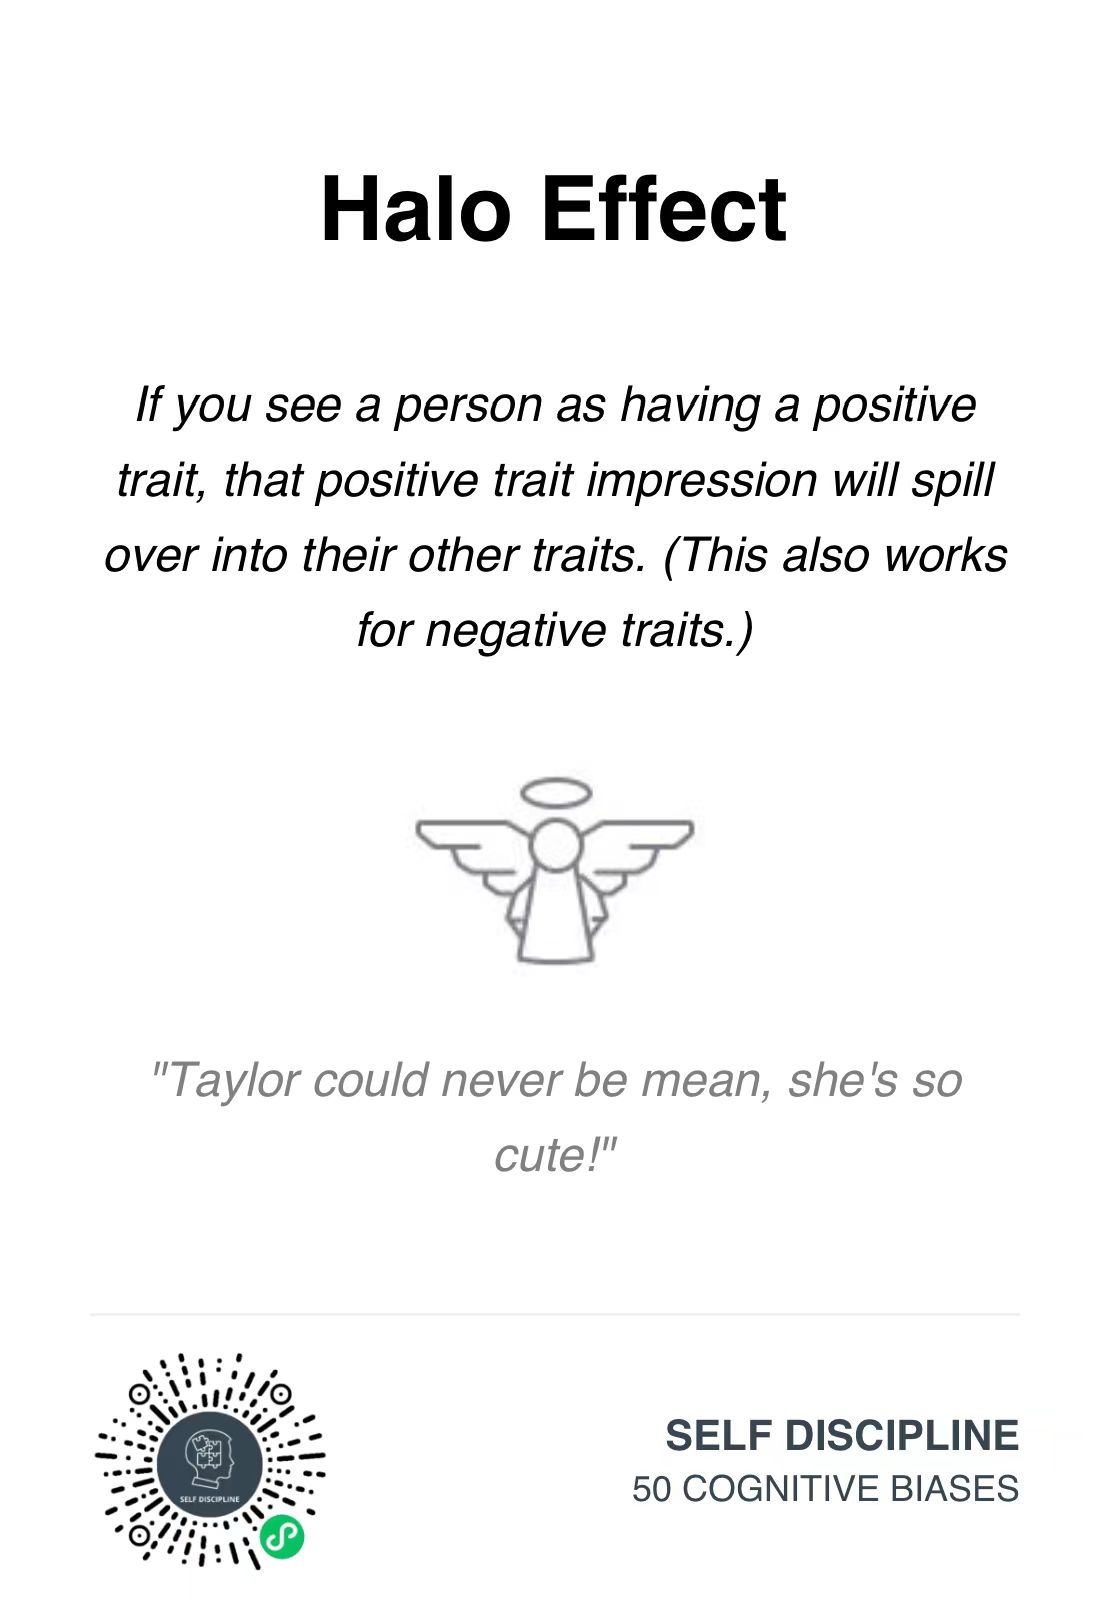 Halo Effect
If you see a person as having a positive
trait, that positive trait impression will spill
over into their other traits. (This also works
for negative traits.)
"Taylor could never be mean, she's so
cute!"
SELF DISCIPLINE
SELF DISCIPLINE
50 COGNITIVE BIASES